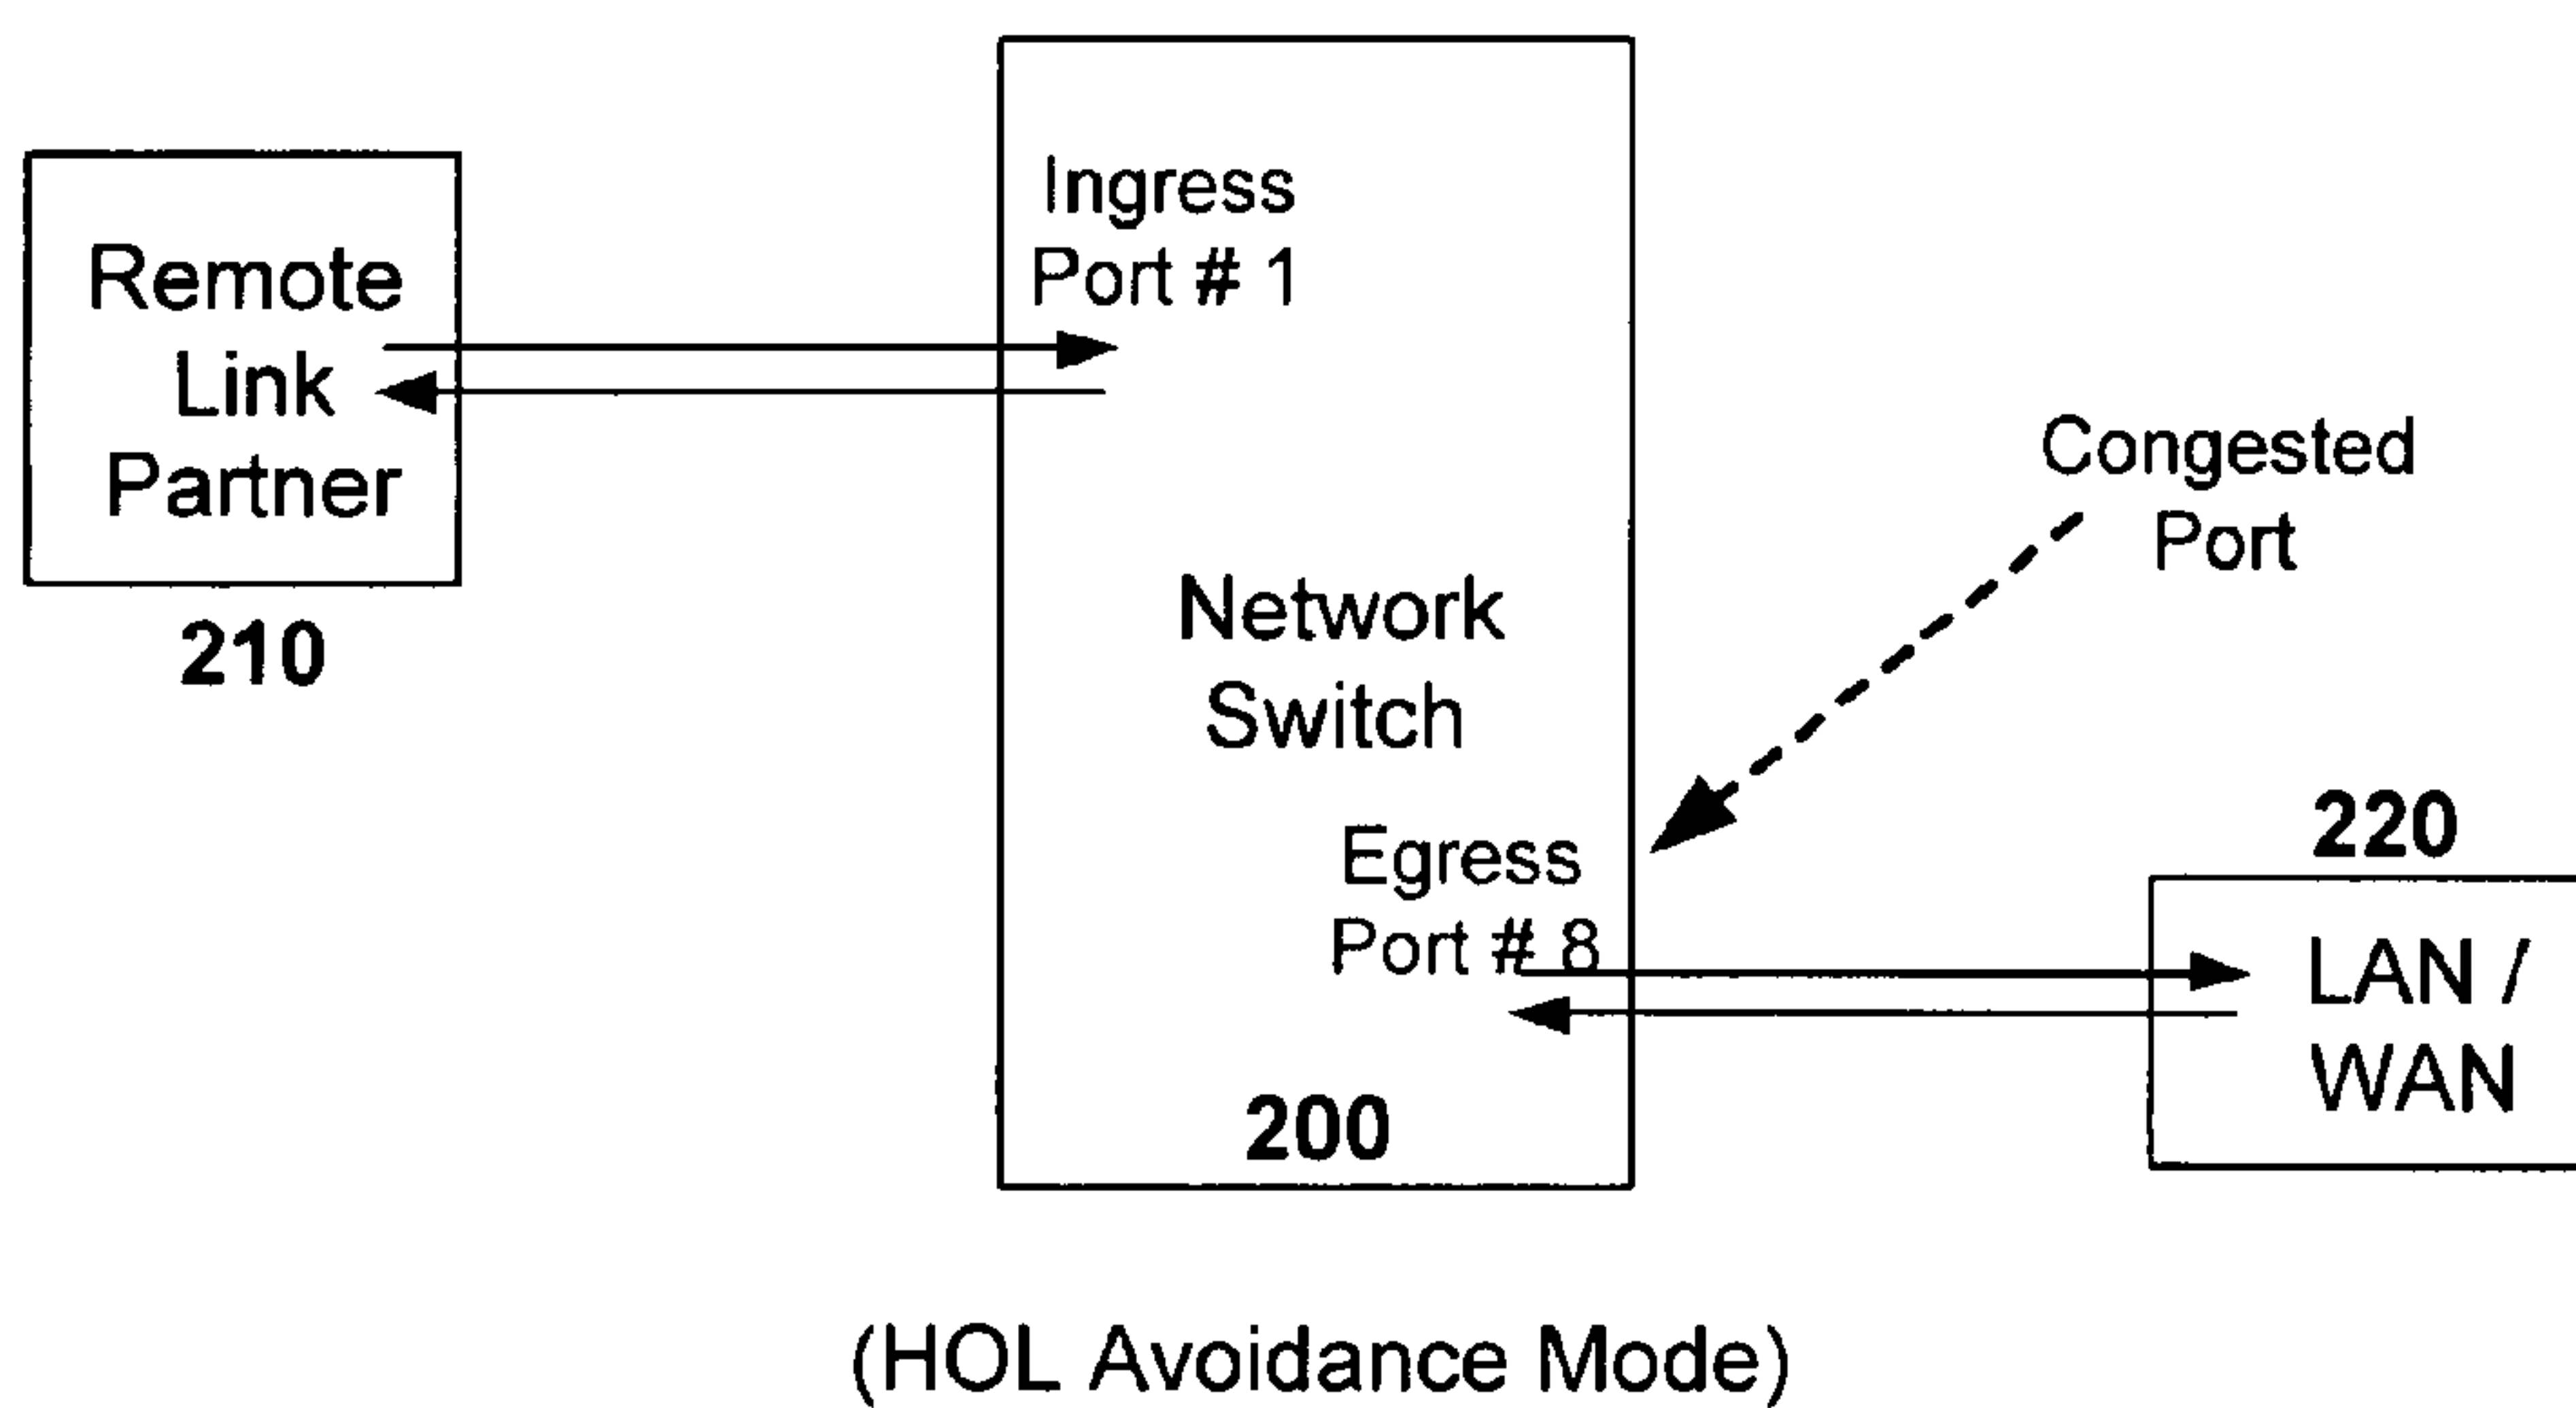 Remote
Link
Partner
210
Ingress
Port # 1
Network
Switch
Egress
Port # 8
200
Congested
Port
220
LAN /
WAN
(HOL Avoidance Mode)